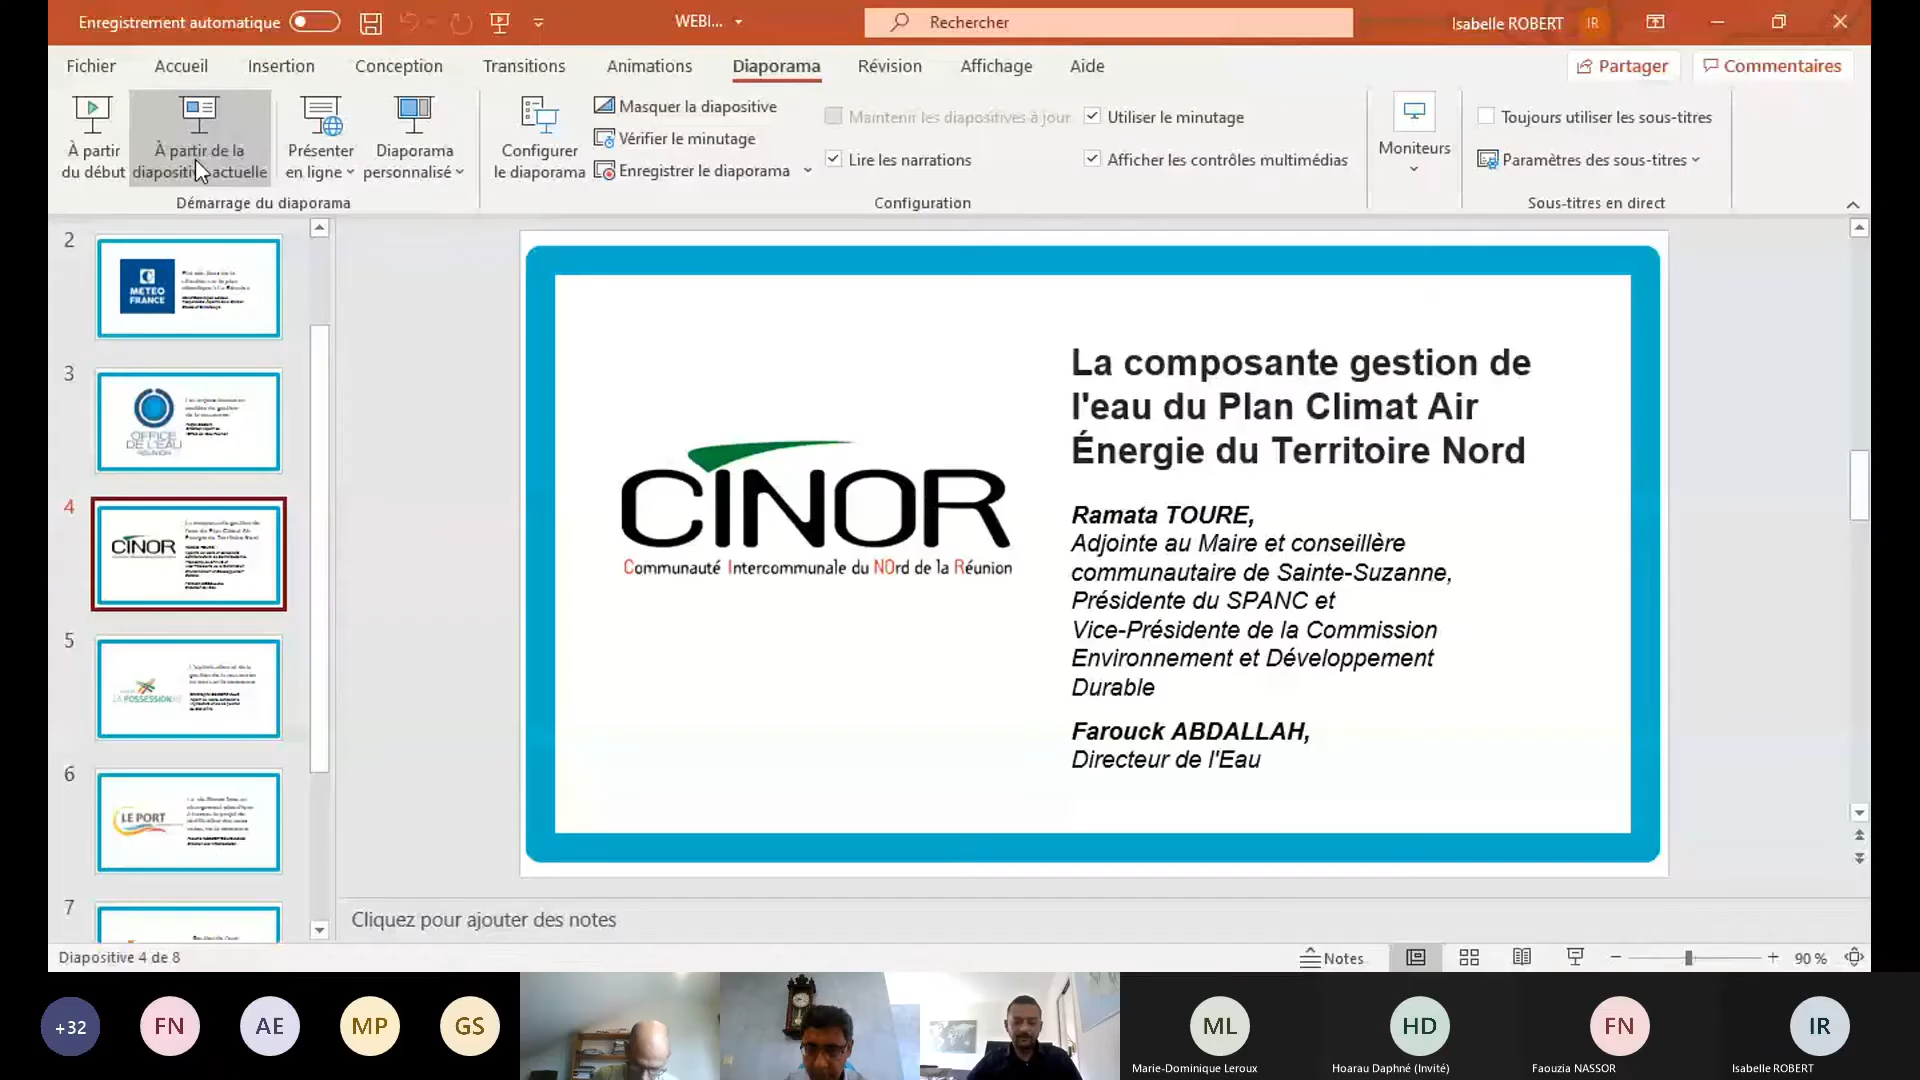 Enregistrement automatique
WEBI...
Rechercher
Isabelle ROBERT
IR
Fichier
Accueil
Insertion
Conception
Transitions
Animations
Diaporama
Révision
Affichage
Aide
Partager
Commentaires
À partir
du début
À partir de la
diapositive actuelle
Présenter
en ligne
Diaporama
personnalisé
Démarrage du diaporama
Configurer
le diaporama
Masquer la diapositive
Vérifier le minutage
Enregistrer le diaporama
Maintenir les diapositives à jour
Lire les narrations
Utiliser le minutage
Afficher les contrôles multimédias
Configuration
Moniteurs
Toujours utiliser les sous-titres
Paramètres des sous-titres
Sous-titres en direct
2
METEO
FRANCE
3
OFFICE
DE L'EAU
RÉUNION
4
CINOR
5
LA POSSESSION
6
LE PORT
7
CINOR
Communauté Intercommunale du NOrd de la Réunion
La composante gestion de
l'eau du Plan Climat Air
Énergie du Territoire Nord
Ramata TOURE,
Adjointe au Maire et conseillère
communautaire de Sainte-Suzanne,
Présidente du SPANC et
Vice-Présidente de la Commission
Environnement et Développement
Durable
Farouck ABDALLAH,
Directeur de l'Eau
Cliquez pour ajouter des notes
Diapositive 4 de 8
Notes
90 %
+32
FN
AE
MP
GS
ML
Marie-Dominique Leroux
HD
Hoarau Daphné (Invité)
FN
Faouzia NASSOR
IR
Isabelle ROBERT